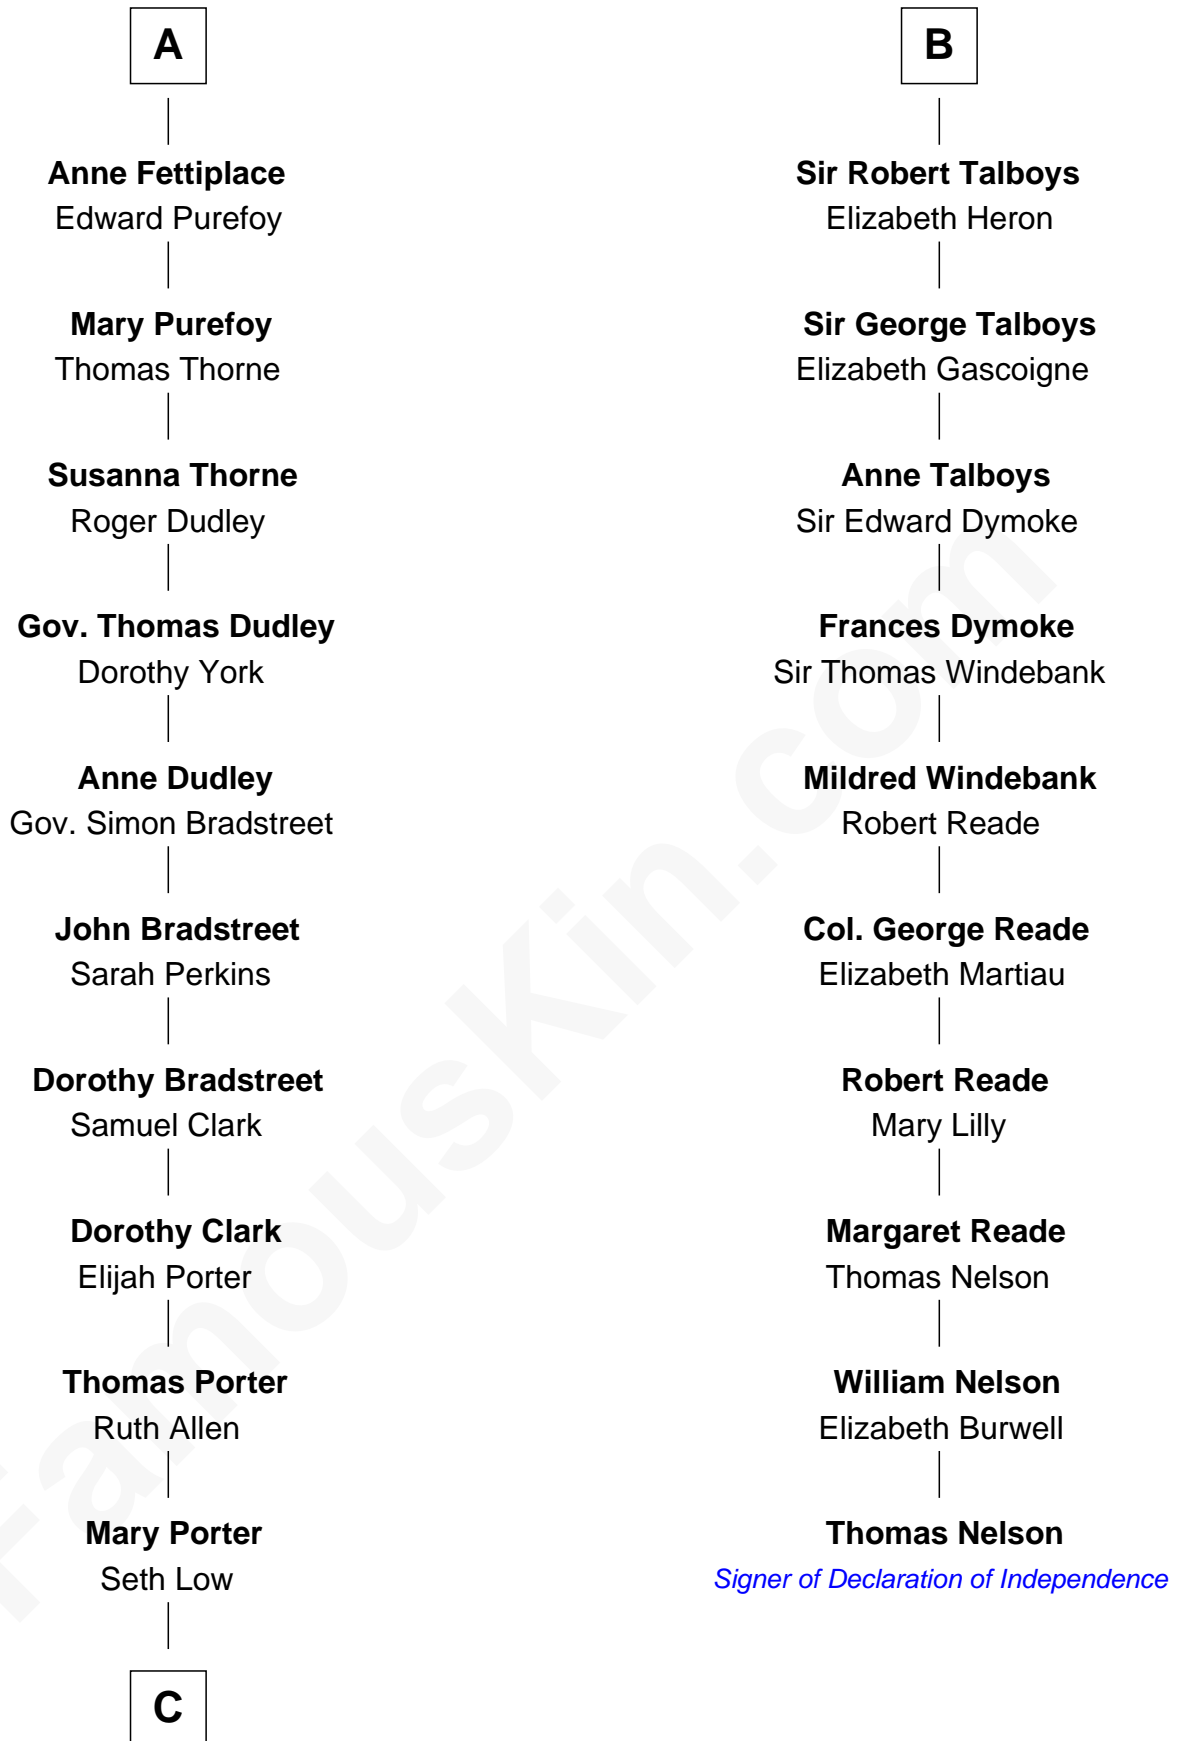 A
Anne Fettiplace
Edward Purefoy
Mary Purefoy
Thomas Thorne
Susanna Thorne
Roger Dudley
Gov. Thomas Dudley
Dorothy York
Anne Dudley
Gov. Simon Bradstreet
John Bradstreet
Sarah Perkins
Dorothy Bradstreet
Samuel Clark
Dorothy Clark
Elijah Porter
Thomas Porter
Ruth Allen
Mary Porter
Seth Low
C
B
Sir Robert Talboys
Elizabeth Heron
Sir George Talboys
Elizabeth Gascoigne
Anne Talboys
Sir Edward Dymoke
Frances Dymoke
Sir Thomas Windebank
Mildred Windebank
Robert Reade
Col. George Reade
Elizabeth Martiau
Robert Reade
Mary Lilly
Margaret Reade
Thomas Nelson
William Nelson
Elizabeth Burwell
Thomas Nelson
Signer of Declaration of Independence
FamousKin.com